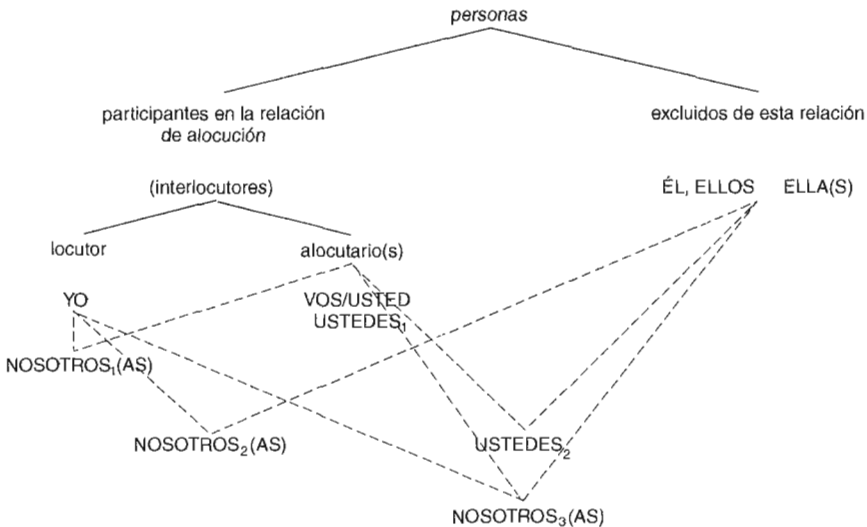 personas
participantes en la relación
de alocución
excluidos de esta relación
(interlocutores)
ÉL, ELLOS ELLA(S)
locutor
alocutario(s)
YO
VOS/USTED
USTEDES₁
NOSOTROS₁(AS)
NOSOTROS₂(AS)
USTEDES₂
NOSOTROS₃(AS)